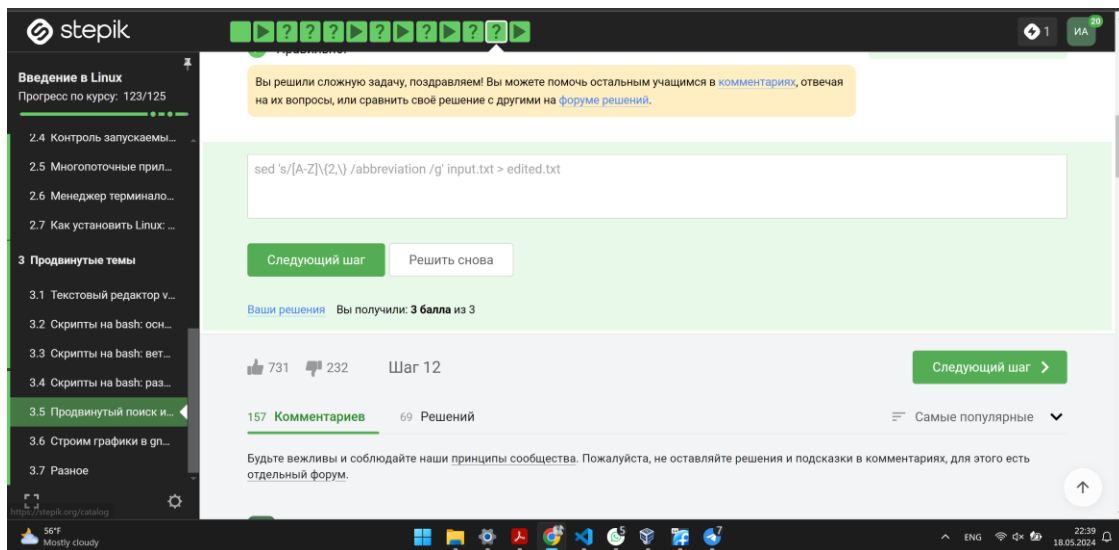 stepik
1
ИА
20
Введение в Linux
Прогресс по курсу: 123/125
2.4 Контроль запускаемы...
2.5 Многопоточные прил...
2.6 Менеджер терминало...
2.7 Как установить Linux: ...
3 Продвинутые темы
3.1 Текстовый редактор v...
3.2 Скрипты на bash: осн...
3.3 Скрипты на bash: вет...
3.4 Скрипты на bash: раз...
3.5 Продвинутый поиск и...
3.6 Строим графики в gn...
3.7 Разное
https://stepik.org/catalog
Вы решили сложную задачу, поздравляем! Вы можете помочь остальным учащимся в комментариях, отвечая
на их вопросы, или сравнить своё решение с другими на форуме решений.
sed 's/[A-Z]\{2,\} /abbreviation /g' input.txt > edited.txt
Следующий шаг
Решить снова
Ваши решения Вы получили: 3 балла из 3
731
232
Шаг 12
Следующий шаг
157 Комментариев
69 Решений
Самые популярные
Будьте вежливы и соблюдайте наши принципы сообщества. Пожалуйста, не оставляйте решения и подсказки в комментариях, для этого есть
отдельный форум.
56°F
Mostly cloudy
5
7
ENG
22:39
18.05.2024